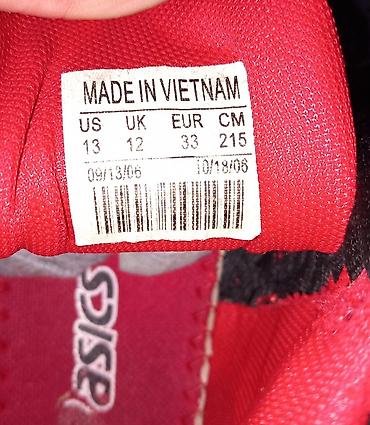 MADE IN VIETNAM
US UK EUR CM
13 12 33 215
09/13/06 10/18/06
asics